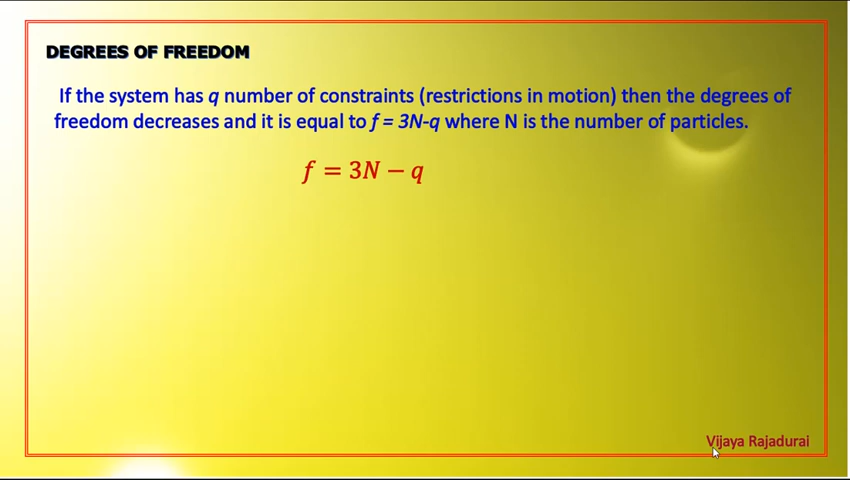 DEGREES OF FREEDOM
If the system has q number of constraints (restrictions in motion) then the degrees of
freedom decreases and it is equal to f = 3N-q where N is the number of particles.
f = 3N − q
Vijaya Rajadurai